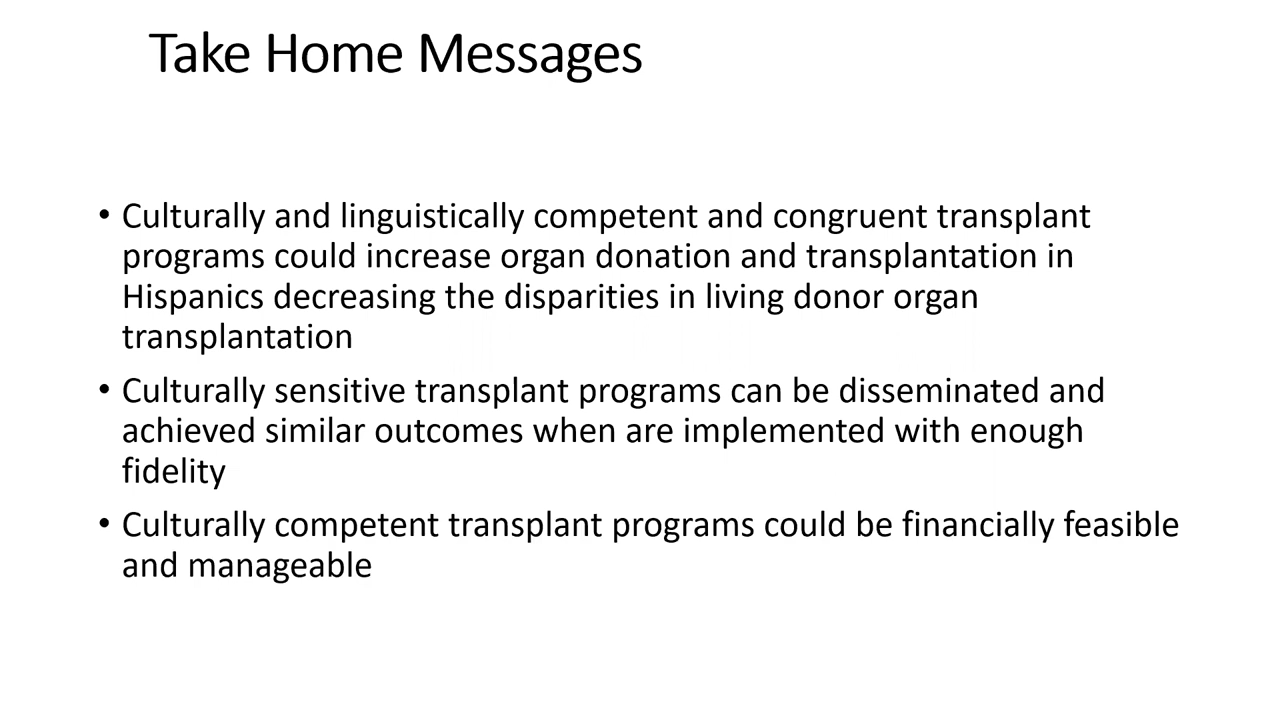 Take Home Messages
• Culturally and linguistically competent and congruent transplant
programs could increase organ donation and transplantation in
Hispanics decreasing the disparities in living donor organ
transplantation
• Culturally sensitive transplant programs can be disseminated and
achieved similar outcomes when are implemented with enough
fidelity
• Culturally competent transplant programs could be financially feasible
and manageable